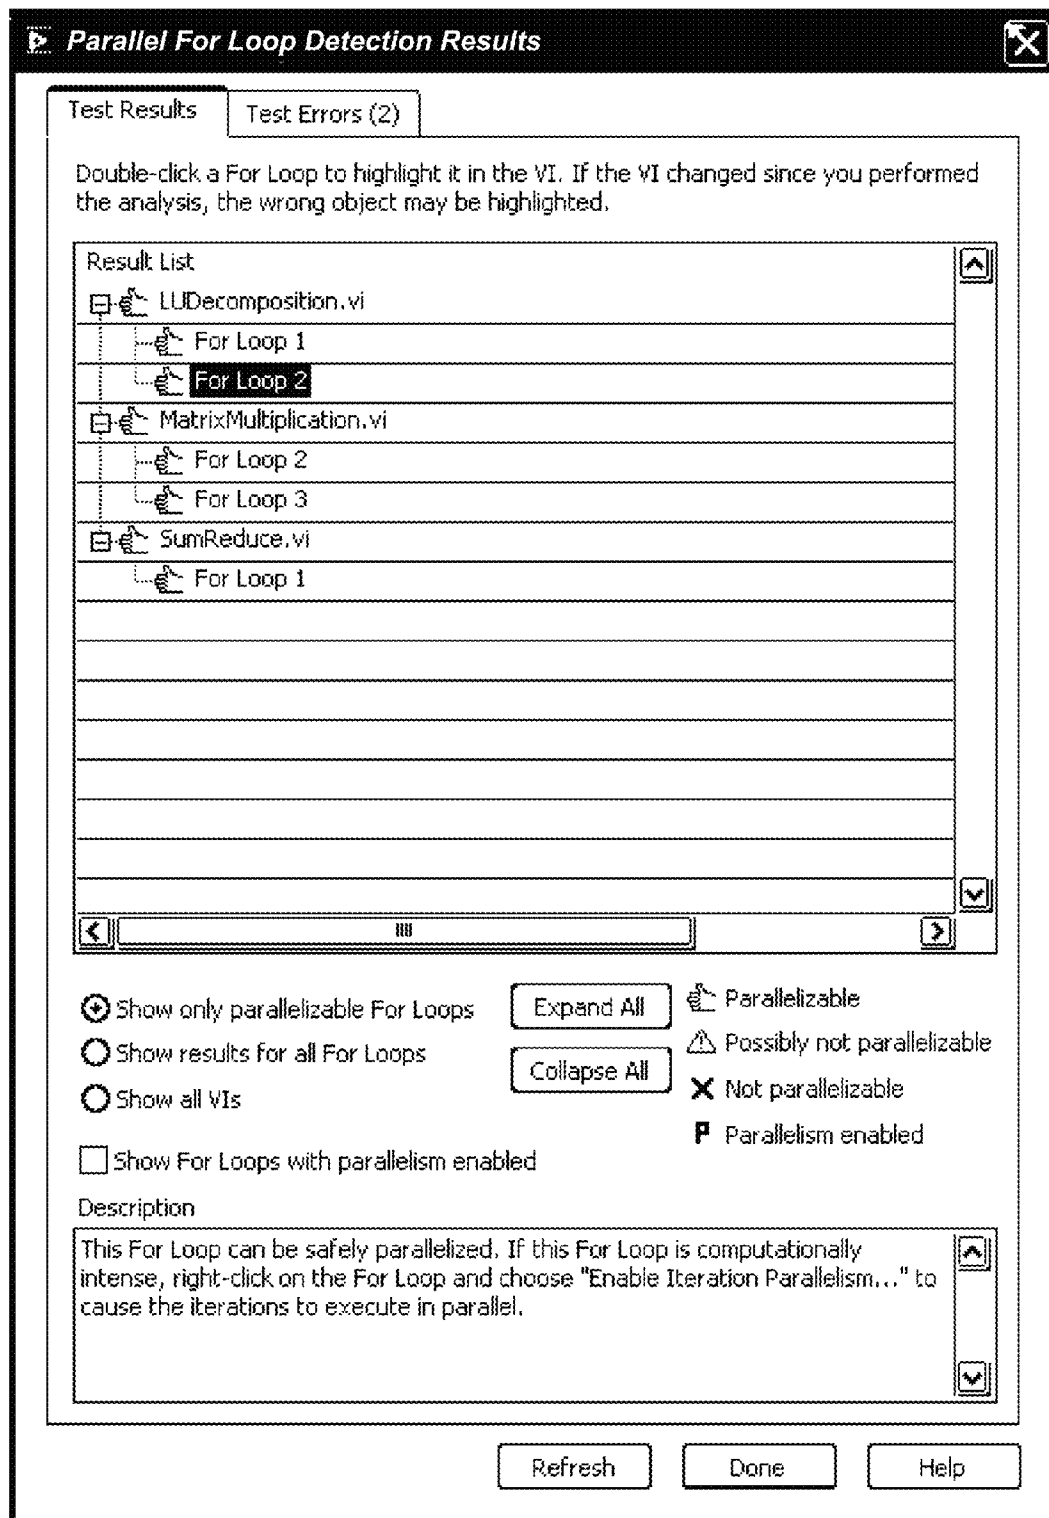 Parallel For Loop Detection Results
Test Results
Test Errors (2)
Double-click a For Loop to highlight it in the VI. If the VI changed since you performed
the analysis, the wrong object may be highlighted.
Result List
LUDecomposition.vi
For Loop 1
For Loop 2
MatrixMultiplication.vi
For Loop 2
For Loop 3
SumReduce.vi
For Loop 1
Show only parallelizable For Loops
Show results for all For Loops
Show all VIs
Show For Loops with parallelism enabled
Expand All
Collapse All
Parallelizable
Possibly not parallelizable
Not parallelizable
P Parallelism enabled
Description
This For Loop can be safely parallelized. If this For Loop is computationally
intense, right-click on the For Loop and choose "Enable Iteration Parallelism..." to
cause the iterations to execute in parallel.
Refresh
Done
Help